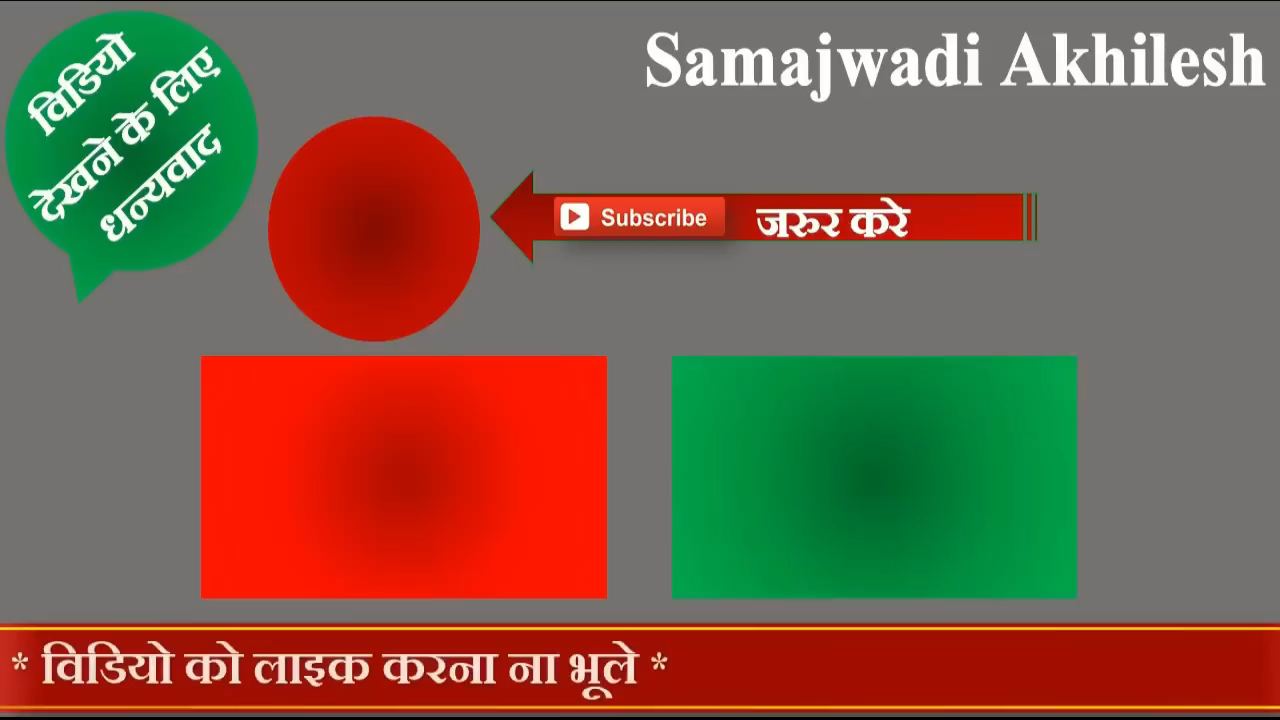 Samajwadi Akhilesh
विडियो
देखने के लिए
धन्यवाद
Subscribe जरुर करे
* विडियो को लाइक करना ना भूले *